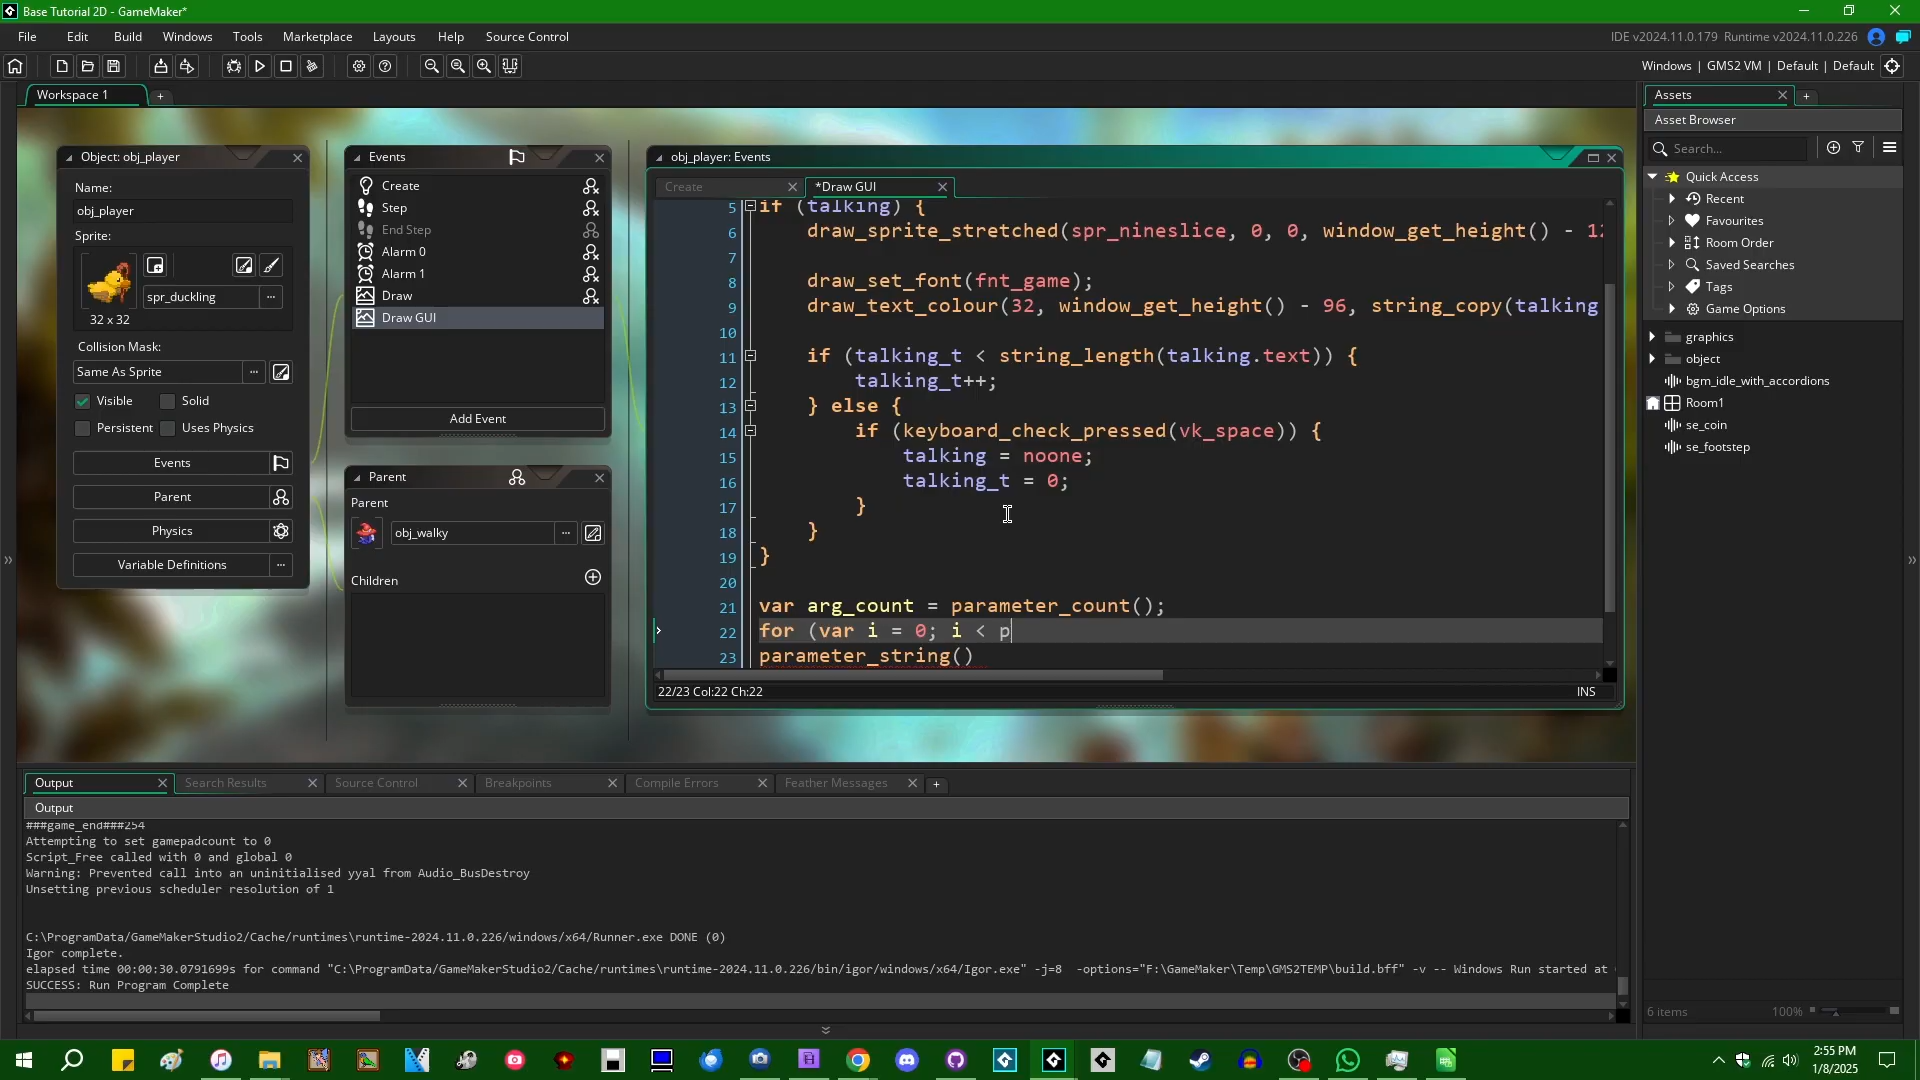 Base Tutorial 2D - GameMaker*
File Edit Build Windows Tools Marketplace Layouts Help Source Control
IDE v2024.11.0.179 Runtime v2024.11.0.226
Windows | GMS2 VM | Default | Default
Workspace 1
Object: obj_player
Name:
obj_player
Sprite:
spr_duckling
32 x 32
Collision Mask:
Same As Sprite
Visible Solid
Persistent Uses Physics
Events
Parent
Physics
Variable Definitions
Events
Create
Step
End Step
Alarm 0
Alarm 1
Draw
Draw GUI
Add Event
Parent
Parent
obj_walky
Children
obj_player: Events
Create *Draw GUI
5 if (talking) {
6 draw_sprite_stretched(spr_nineslice, 0, 0, window_get_height() - 12
7
8 draw_set_font(fnt_game);
9 draw_text_colour(32, window_get_height() - 96, string_copy(talking
10
11 if (talking_t < string_length(talking.text)) {
12 talking_t++;
13 } else {
14 if (keyboard_check_pressed(vk_space)) {
15 talking = noone;
16 talking_t = 0;
17 }
18 }
19 }
20
21 var arg_count = parameter_count();
22 for (var i = 0; i < p
23 parameter_string()
22/23 Col:22 Ch:22 INS
Assets
Asset Browser
Search...
Quick Access
Recent
Favourites
Room Order
Saved Searches
Tags
Game Options
graphics
object
bgm_idle_with_accordions
Room1
se_coin
se_footstep
6 items 100%
Output Search Results Source Control Breakpoints Compile Errors Feather Messages
Output
###game_end###254
Attempting to set gamepadcount to 0
Script_Free called with 0 and global 0
Warning: Prevented call into an uninitialised yyal from Audio_BusDestroy
Unsetting previous scheduler resolution of 1
C:\ProgramData/GameMakerStudio2/Cache/runtimes\runtime-2024.11.0.226/windows/x64/Runner.exe DONE (0)
Igor complete.
elapsed time 00:00:30.0791699s for command "C:\ProgramData/GameMakerStudio2/Cache/runtimes\runtime-2024.11.0.226/bin/igor/windows/x64/Igor.exe" -j=8 -options="F:\GameMaker\Temp\GMS2TEMP\build.bff" -v -- Windows Run started at
SUCCESS: Run Program Complete
2:55 PM
1/8/2025